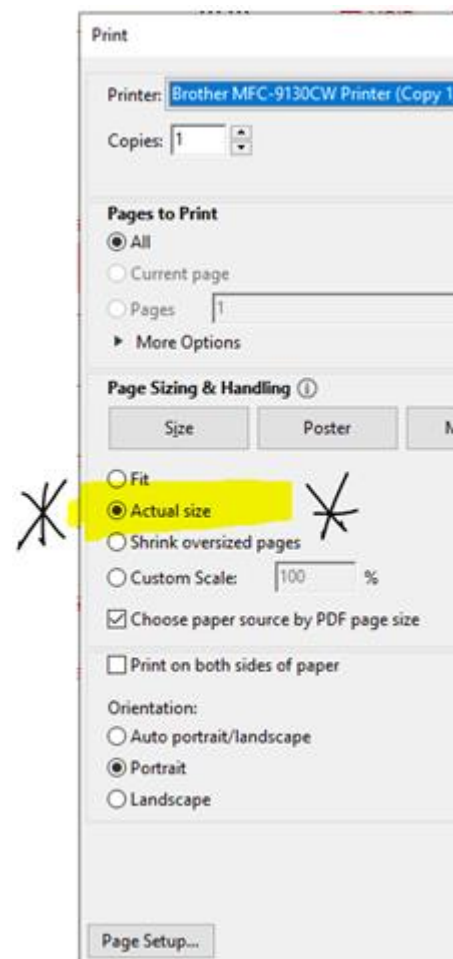 Print
Printer: Brother MFC-9130CW Printer (Copy 1
Copies: 1
Pages to Print
All
Current page
Pages 1
More Options
Page Sizing & Handling
Size Poster
Fit
Actual size
Shrink oversized pages
Custom Scale: 100 %
Choose paper source by PDF page size
Print on both sides of paper
Orientation:
Auto portrait/landscape
Portrait
Landscape
Page Setup...